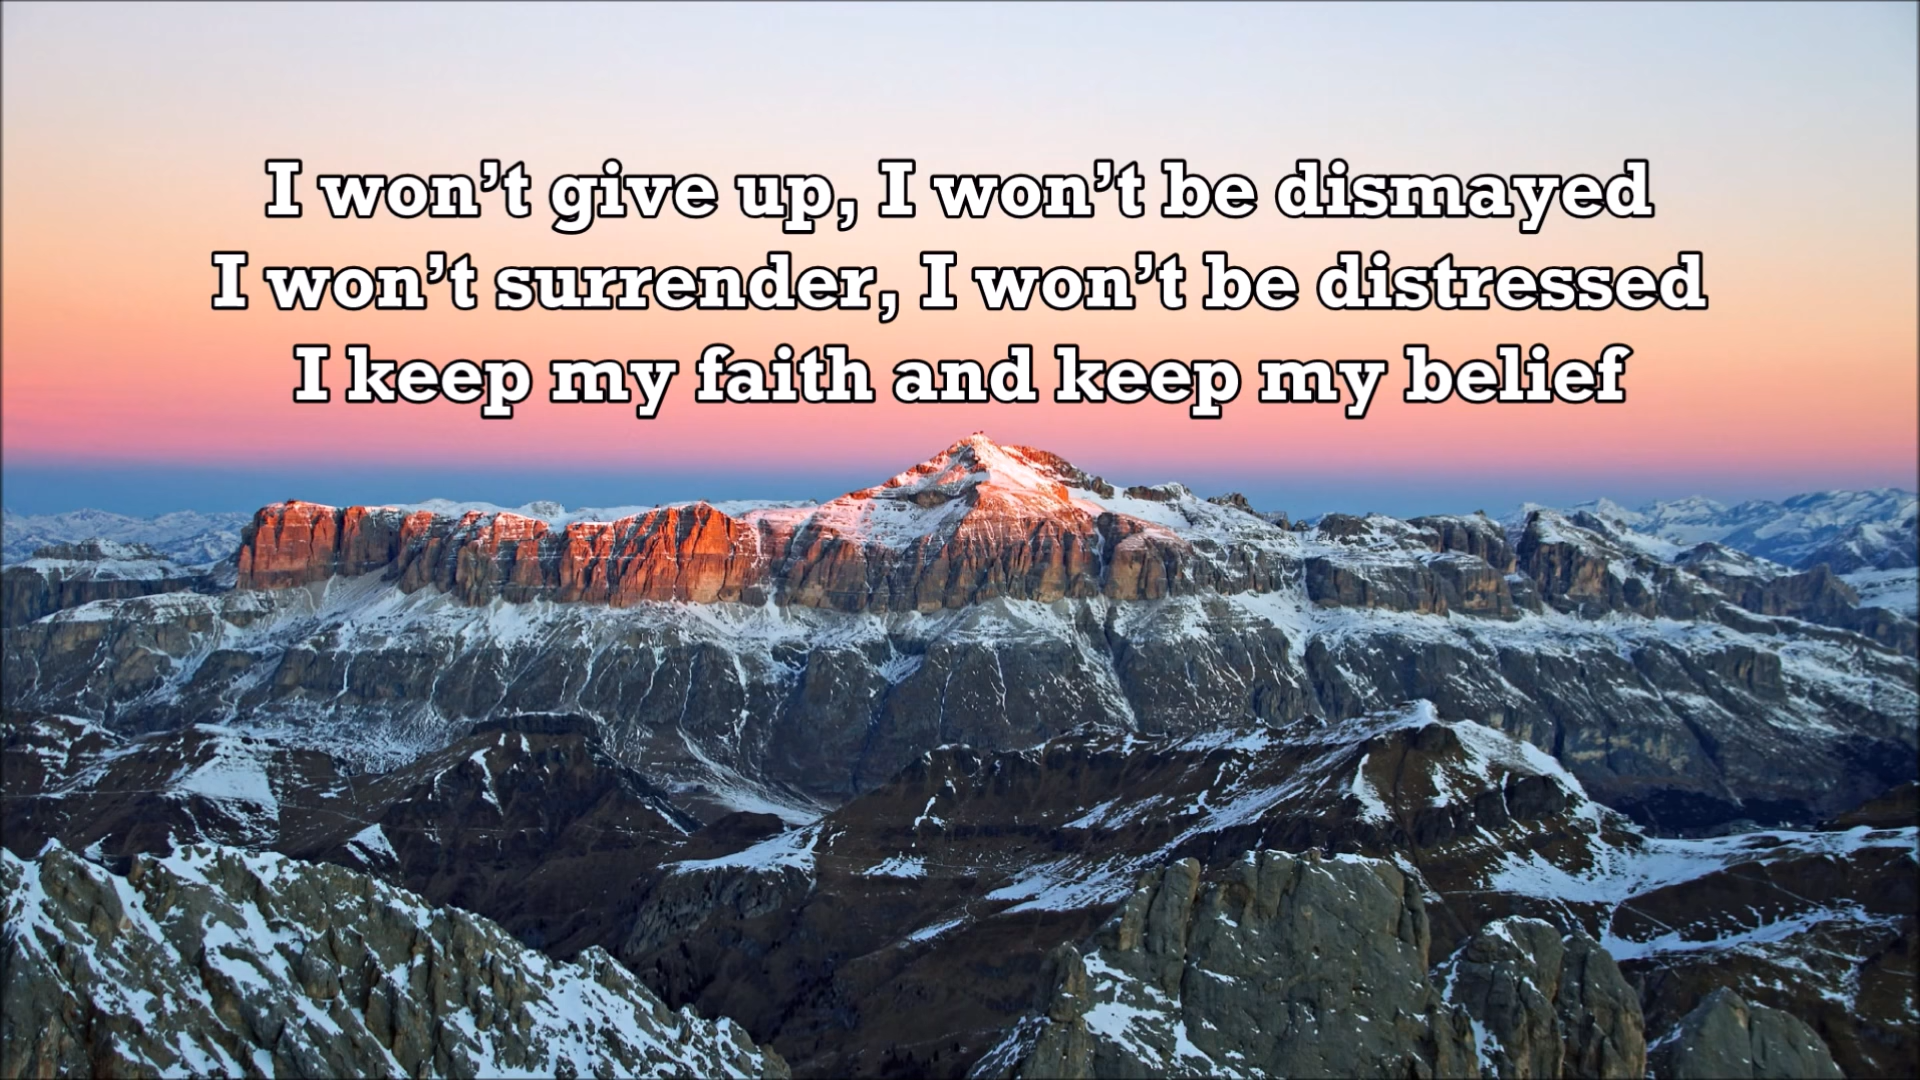 I won’t give up, I won’t be dismayed
I won’t surrender, I won’t be distressed
I keep my faith and keep my belief